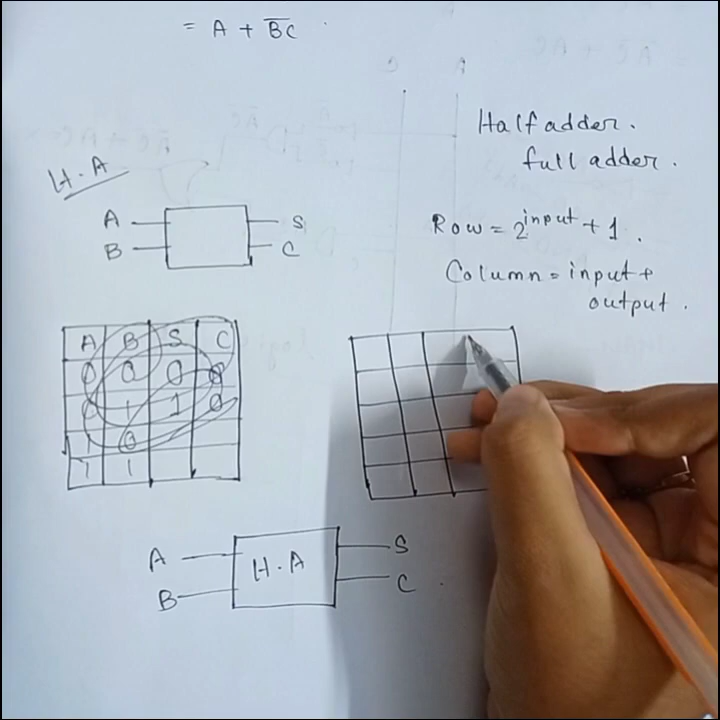 = A + B̅C̅
Half adder.
full adder.
H.A
A S
B C
Row = 2^input + 1.
Column = input +
output.
A B S C
0 0 0 0
0 1 1 0
1 0
1 1
A H.A S
B C